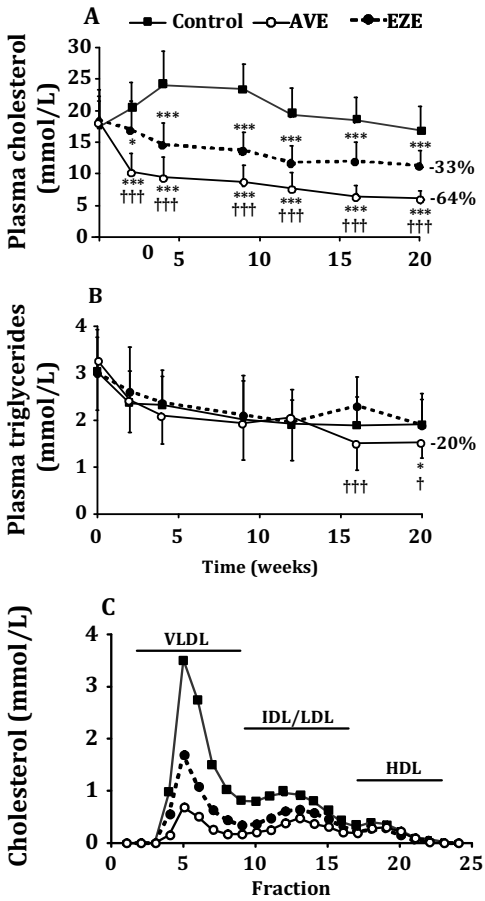 A Control AVE EZE
Plasma cholesterol
(mmol/L)
30
25
20
15
10
5
0
*
*** *** *** *** ***
-33%
*** *** *** *** *** ***
-64%
††† ††† ††† ††† ††† †††
0 5 10 15 20
B
Plasma triglycerides
(mmol/L)
4
3
2
1
0
-20%
*
††† †
0 5 10 15 20
Time (weeks)
C
Cholesterol (mmol/L)
4
3
2
1
0
VLDL
IDL/LDL
HDL
0 5 10 15 20 25
Fraction